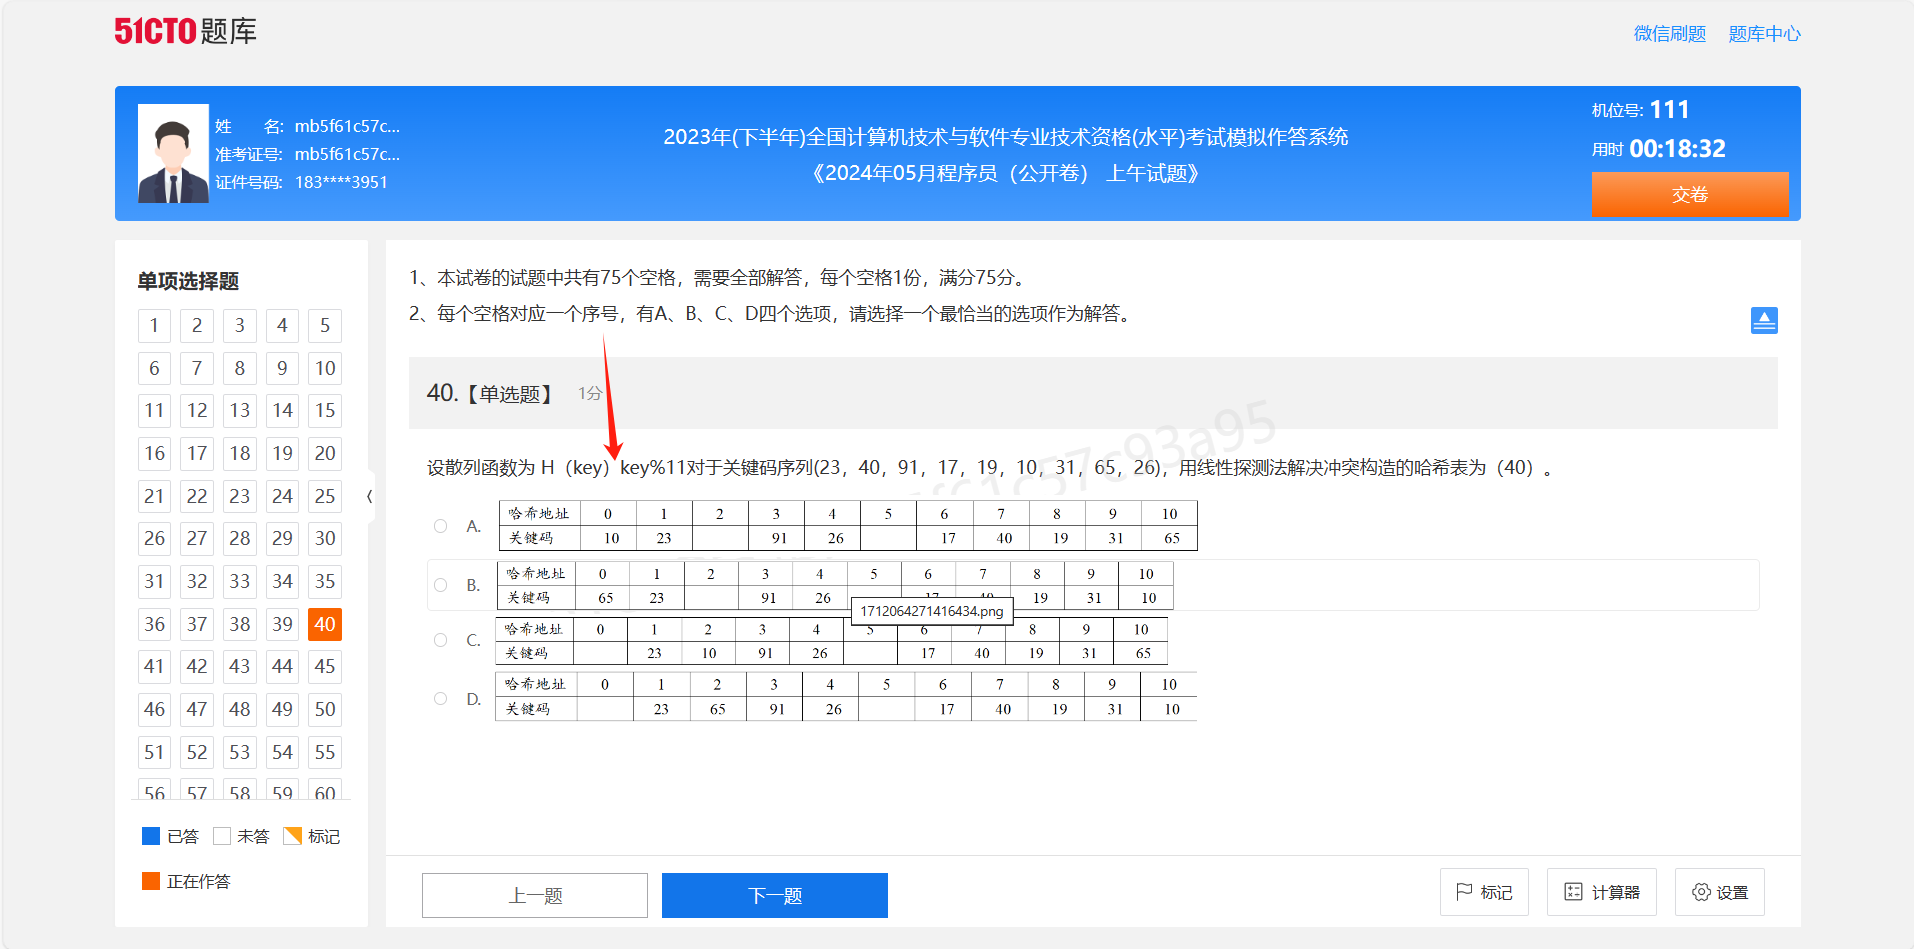 51CTO题库
微信刷题 题库中心
姓 名: mb5f61c57c...
准考证号: mb5f61c57c...
证件号码: 183****3951
2023年(下半年)全国计算机技术与软件专业技术资格(水平)考试模拟作答系统
《2024年05月程序员（公开卷） 上午试题》
机位号: 111
用时 00:18:32
交卷
单项选择题
1 2 3 4 5
6 7 8 9 10
11 12 13 14 15
16 17 18 19 20
21 22 23 24 25
26 27 28 29 30
31 32 33 34 35
36 37 38 39 40
41 42 43 44 45
46 47 48 49 50
51 52 53 54 55
56 57 58 59 60
已答 未答 标记
正在作答
1、本试卷的试题中共有75个空格，需要全部解答，每个空格1份，满分75分。
2、每个空格对应一个序号，有A、B、C、D四个选项，请选择一个最恰当的选项作为解答。
40.【单选题】 1分
设散列函数为 H（key）key%11对于关键码序列(23，40，91，17，19，10，31，65，26)，用线性探测法解决冲突构造的哈希表为（40）。
5f61c57c93a95
A.
哈希地址 0 1 2 3 4 5 6 7 8 9 10
关键码 10 23 91 26 17 40 19 31 65
B.
哈希地址 0 1 2 3 4 5 6 7 8 9 10
关键码 65 23 91 26 17 40 19 31 10
1712064271416434.png
C.
哈希地址 0 1 2 3 4 5 6 7 8 9 10
关键码 23 10 91 26 17 40 19 31 65
D.
哈希地址 0 1 2 3 4 5 6 7 8 9 10
关键码 23 65 91 26 17 40 19 31 10
上一题 下一题
标记 计算器 设置